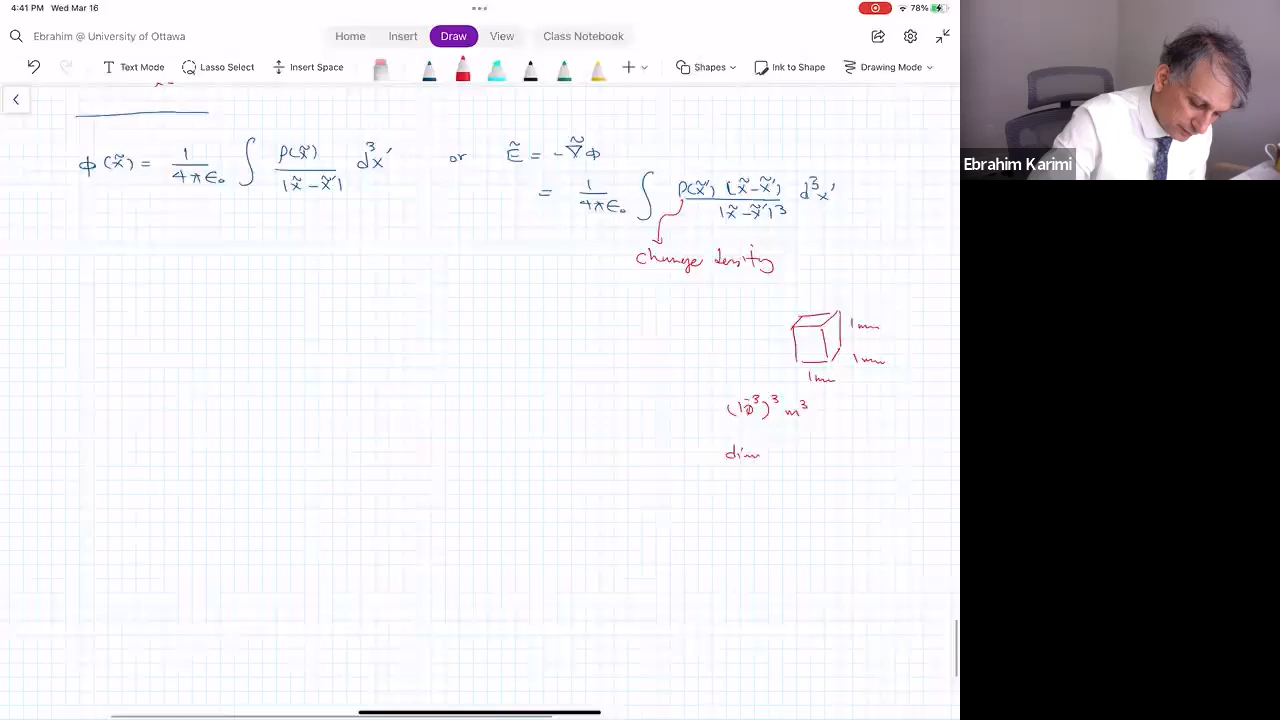 4:41 PM Wed Mar 16
78%
Ebrahim @ University of Ottawa
Home Insert Draw View Class Notebook
Text Mode Lasso Select Insert Space Shapes Ink to Shape Drawing Mode
Φ(x̃) = 1/4πϵ₀ ∫ ρ(x̃')/|x̃-x̃'| d³x' or Ẽ = -∇̃Φ
= 1/4πϵ₀ ∫ ρ(x̃') (x̃-x̃')/|x̃-x̃'|³ d³x'
charge density
1mm
1mm
1mm
(10⁻³)³ m³
dim
Ebrahim Karimi